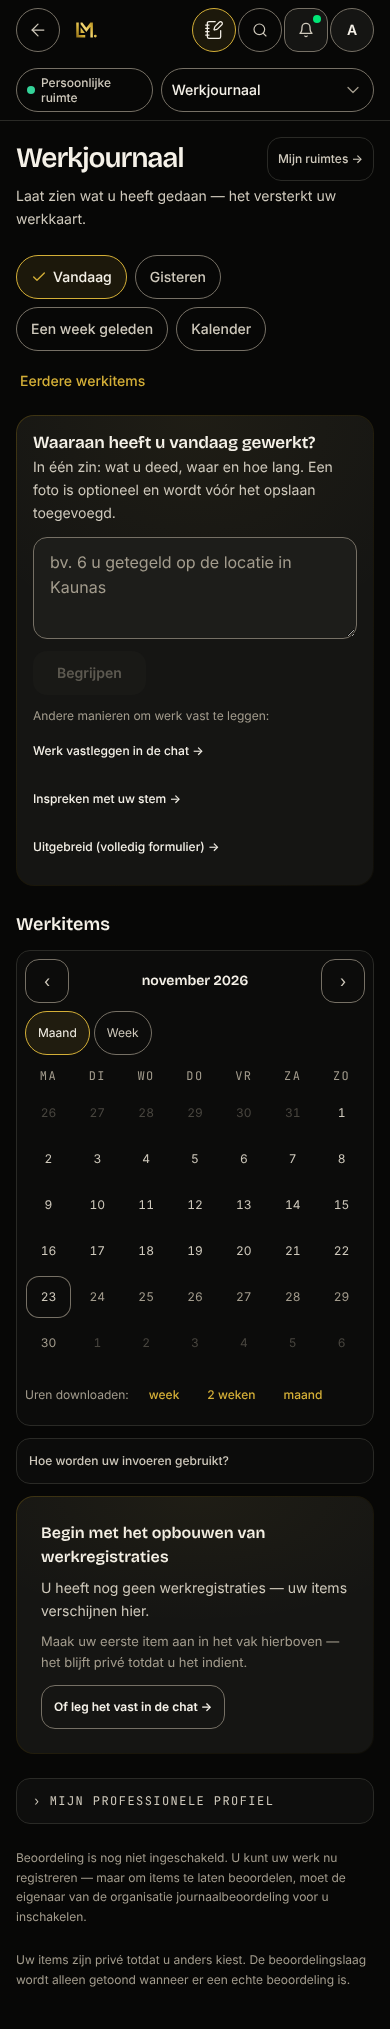 LM.
A
Persoonlijke
ruimte
Werkjournaal
Werkjournaal
Mijn ruimtes →
Laat zien wat u heeft gedaan — het versterkt uw
werkkaart.
Vandaag
Gisteren
Een week geleden
Kalender
Eerdere werkitems
Waaraan heeft u vandaag gewerkt?
In één zin: wat u deed, waar en hoe lang. Een
foto is optioneel en wordt vóór het opslaan
toegevoegd.
bv. 6 u getegeld op de locatie in
Kaunas
Begrijpen
Andere manieren om werk vast te leggen:
Werk vastleggen in de chat →
Inspreken met uw stem →
Uitgebreid (volledig formulier) →
Werkitems
‹ november 2026 ›
Maand Week
MA DI WO DO VR ZA ZO
26 27 28 29 30 31 1
2 3 4 5 6 7 8
9 10 11 12 13 14 15
16 17 18 19 20 21 22
23 24 25 26 27 28 29
30 1 2 3 4 5 6
Uren downloaden: week 2 weken maand
Hoe worden uw invoeren gebruikt?
Begin met het opbouwen van
werkregistraties
U heeft nog geen werkregistraties — uw items
verschijnen hier.
Maak uw eerste item aan in het vak hierboven —
het blijft privé totdat u het indient.
Of leg het vast in de chat →
› MIJN PROFESSIONELE PROFIEL
Beoordeling is nog niet ingeschakeld. U kunt uw werk nu
registreren — maar om items te laten beoordelen, moet de
eigenaar van de organisatie journaalbeoordeling voor u
inschakelen.
Uw items zijn privé totdat u anders kiest. De beoordelingslaag
wordt alleen getoond wanneer er een echte beoordeling is.